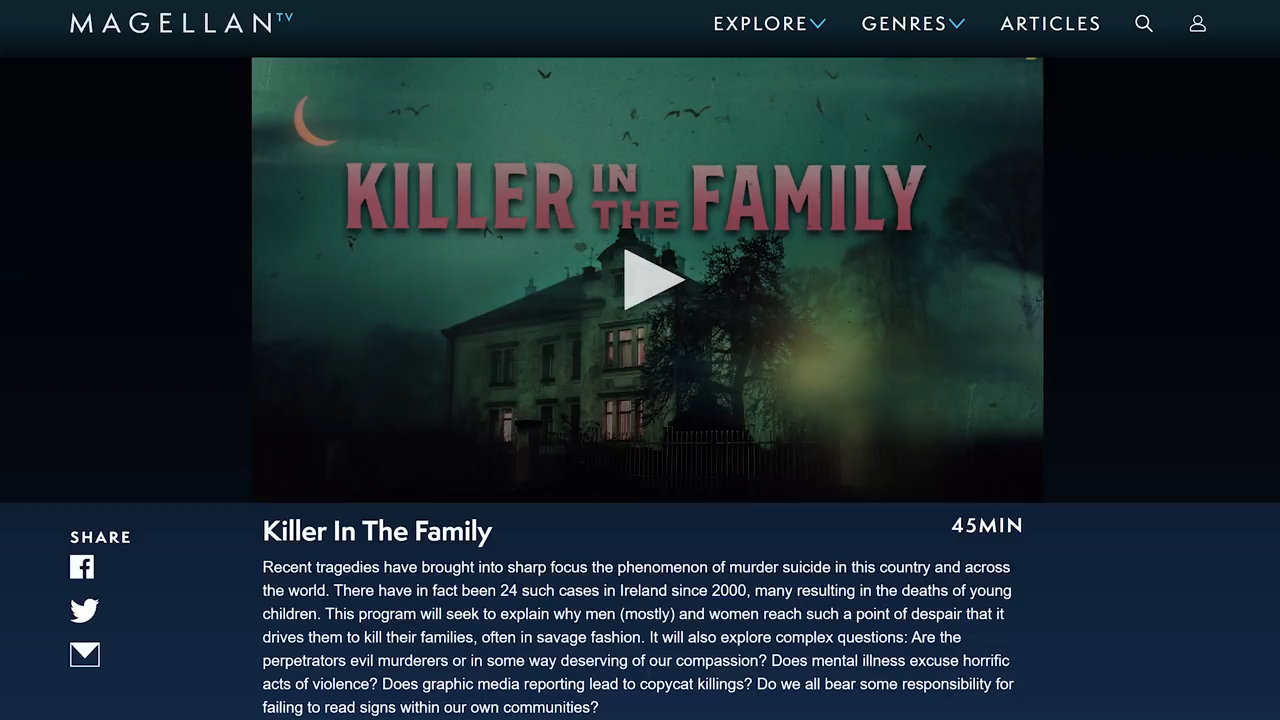 MAGELLANTV
EXPLORE
GENRES
ARTICLES
KILLER IN THE FAMILY
SHARE
Killer In The Family
45MIN
Recent tragedies have brought into sharp focus the phenomenon of murder suicide in this country and across
the world. There have in fact been 24 such cases in Ireland since 2000, many resulting in the deaths of young
children. This program will seek to explain why men (mostly) and women reach such a point of despair that it
drives them to kill their families, often in savage fashion. It will also explore complex questions: Are the
perpetrators evil murderers or in some way deserving of our compassion? Does mental illness excuse horrific
acts of violence? Does graphic media reporting lead to copycat killings? Do we all bear some responsibility for
failing to read signs within our own communities?